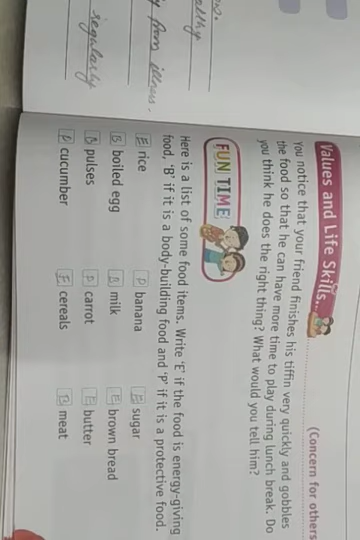 healthy
from illness.
regularly
Values and Life Skills...
(Concern for others
You notice that your friend finishes his tiffin very quickly and gobbles
the food so that he can have more time to play during lunch break. Do
you think he does the right thing? What would you tell him?
FUN TIME
Here is a list of some food items. Write 'E' if the food is energy-giving
food, 'B' if it is a body-building food and 'P' if it is a protective food.
E rice P banana E sugar
B boiled egg B milk E brown bread
B pulses P carrot E butter
P cucumber E cereals B meat